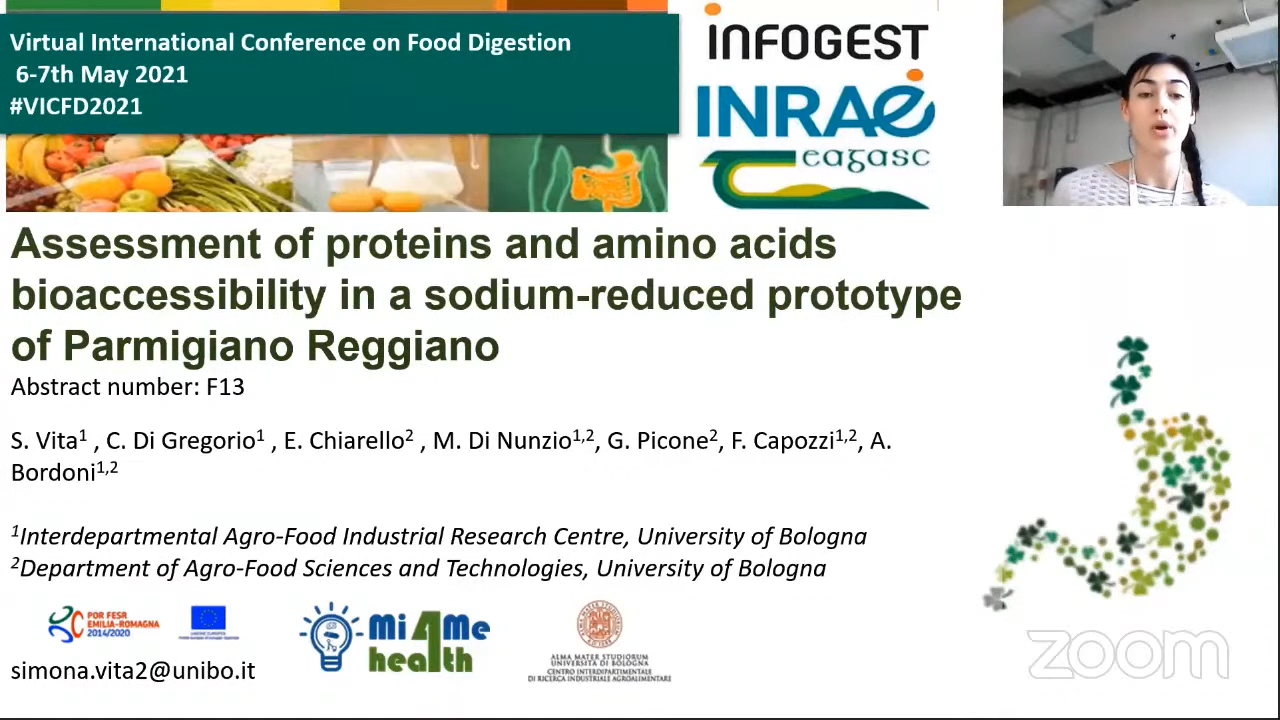 Virtual International Conference on Food Digestion
6-7th May 2021
#VICFD2021
INFOGEST
INRAE
eagasc
Assessment of proteins and amino acids
bioaccessibility in a sodium-reduced prototype
of Parmigiano Reggiano
Abstract number: F13
S. Vita¹ , C. Di Gregorio¹ , E. Chiarello² , M. Di Nunzio¹,², G. Picone², F. Capozzi¹,², A.
Bordoni¹,²
¹Interdepartmental Agro-Food Industrial Research Centre, University of Bologna
²Department of Agro-Food Sciences and Technologies, University of Bologna
POR FESR
EMILIA-ROMAGNA
2014/2020
UNIONE EUROPEA
Mi4Me
health
ALMA MATER STUDIORUM
UNIVERSITÀ DI BOLOGNA
CENTRO INTERDIPARTIMENTALE
DI RICERCA INDUSTRIALE AGROALIMENTARE
simona.vita2@unibo.it
zoom